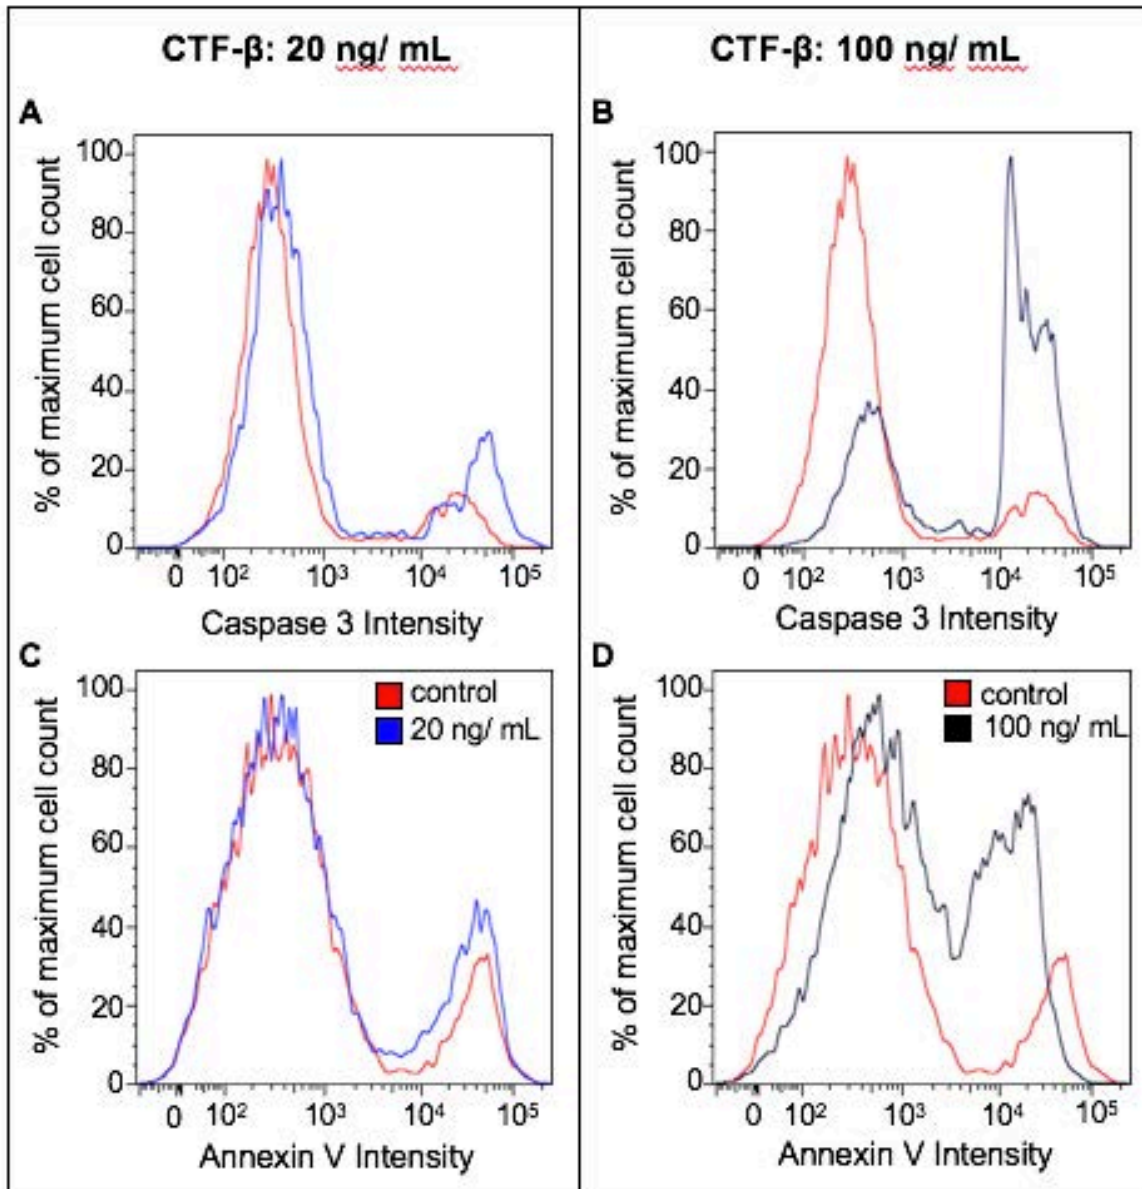 CTF-β: 20 ng/ mL
CTF-β: 100 ng/ mL
A
% of maximum cell count
100
80
60
40
20
0
0 10² 10³ 10⁴ 10⁵
Caspase 3 Intensity
B
% of maximum cell count
100
80
60
40
20
0
0 10² 10³ 10⁴ 10⁵
Caspase 3 Intensity
C
% of maximum cell count
100
80
60
40
20
0
control
20 ng/ mL
0 10² 10³ 10⁴ 10⁵
Annexin V Intensity
D
% of maximum cell count
100
80
60
40
20
0
control
100 ng/ mL
0 10² 10³ 10⁴ 10⁵
Annexin V Intensity